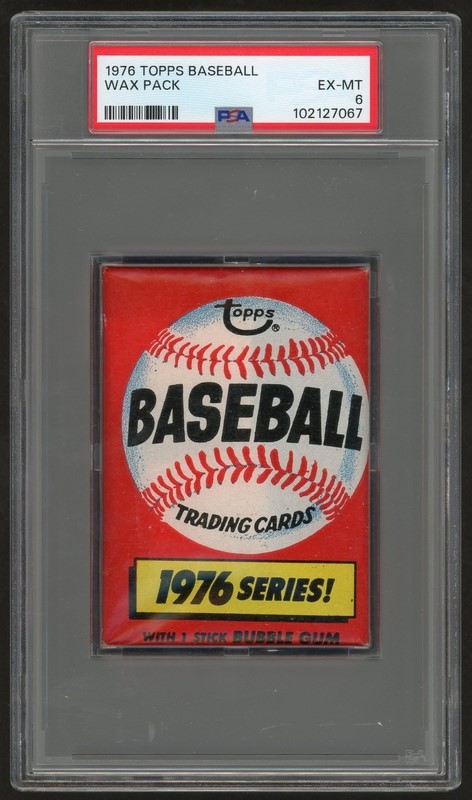 1976 TOPPS BASEBALL
WAX PACK
EX-MT
6
PSA
102127067
Topps®
BASEBALL
TRADING CARDS
1976 SERIES!
WITH 1 STICK BUBBLE GUM